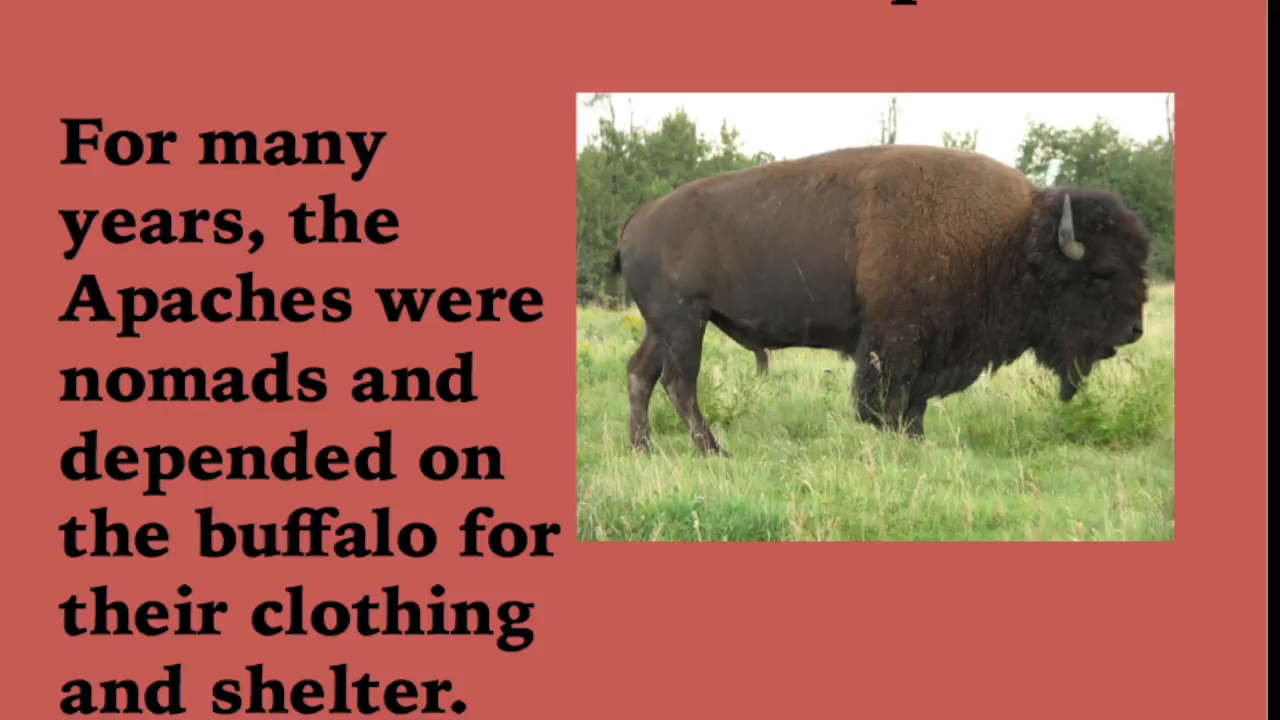 For many
years, the
Apaches were
nomads and
depended on
the buffalo for
their clothing
and shelter.